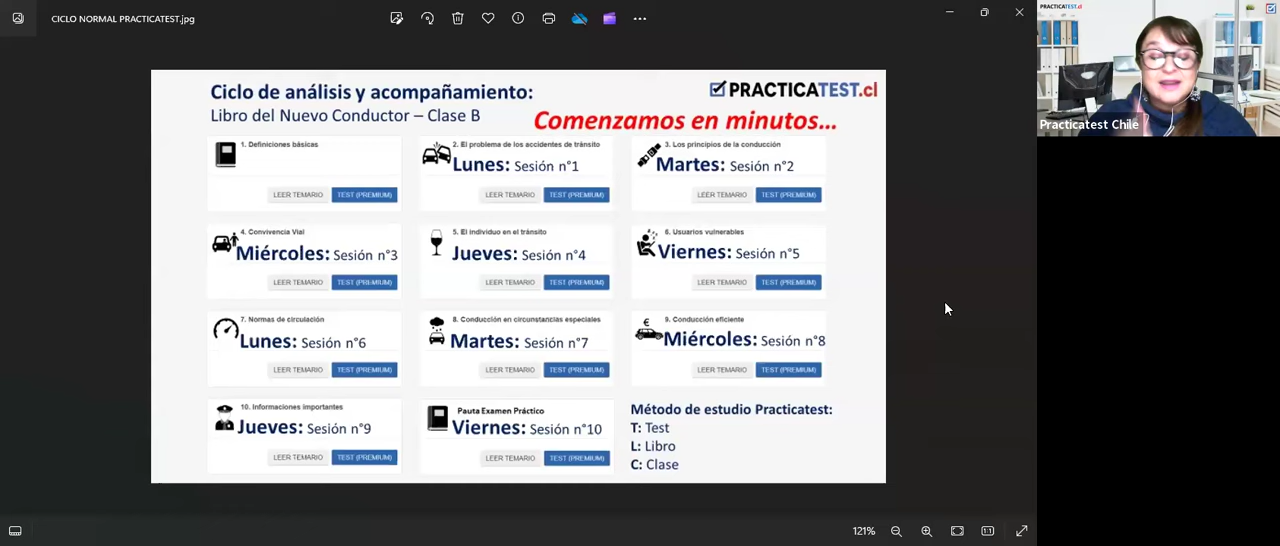 CICLO NORMAL PRACTICATEST.jpg
Ciclo de análisis y acompañamiento:
Libro del Nuevo Conductor – Clase B
PRACTICATEST.cl
Comenzamos en minutos...
1. Definiciones básicas
LEER TEMARIO TEST (PREMIUM)
2. El problema de los accidentes de tránsito
Lunes: Sesión n°1
LEER TEMARIO TEST (PREMIUM)
3. Los principios de la conducción
Martes: Sesión n°2
LEER TEMARIO TEST (PREMIUM)
4. Convivencia Vial
Miércoles: Sesión n°3
LEER TEMARIO TEST (PREMIUM)
5. El individuo en el tránsito
Jueves: Sesión n°4
LEER TEMARIO TEST (PREMIUM)
6. Usuarios vulnerables
Viernes: Sesión n°5
LEER TEMARIO TEST (PREMIUM)
7. Normas de circulación
Lunes: Sesión n°6
LEER TEMARIO TEST (PREMIUM)
8. Conducción en circunstancias especiales
Martes: Sesión n°7
LEER TEMARIO TEST (PREMIUM)
9. Conducción eficiente
€
Miércoles: Sesión n°8
LEER TEMARIO TEST (PREMIUM)
10. Informaciones importantes
Jueves: Sesión n°9
LEER TEMARIO TEST (PREMIUM)
Pauta Examen Práctico
Viernes: Sesión n°10
LEER TEMARIO TEST (PREMIUM)
Método de estudio Practicatest:
T: Test
L: Libro
C: Clase
121%
1:1
PRACTICATEST.cl
Practicatest Chile